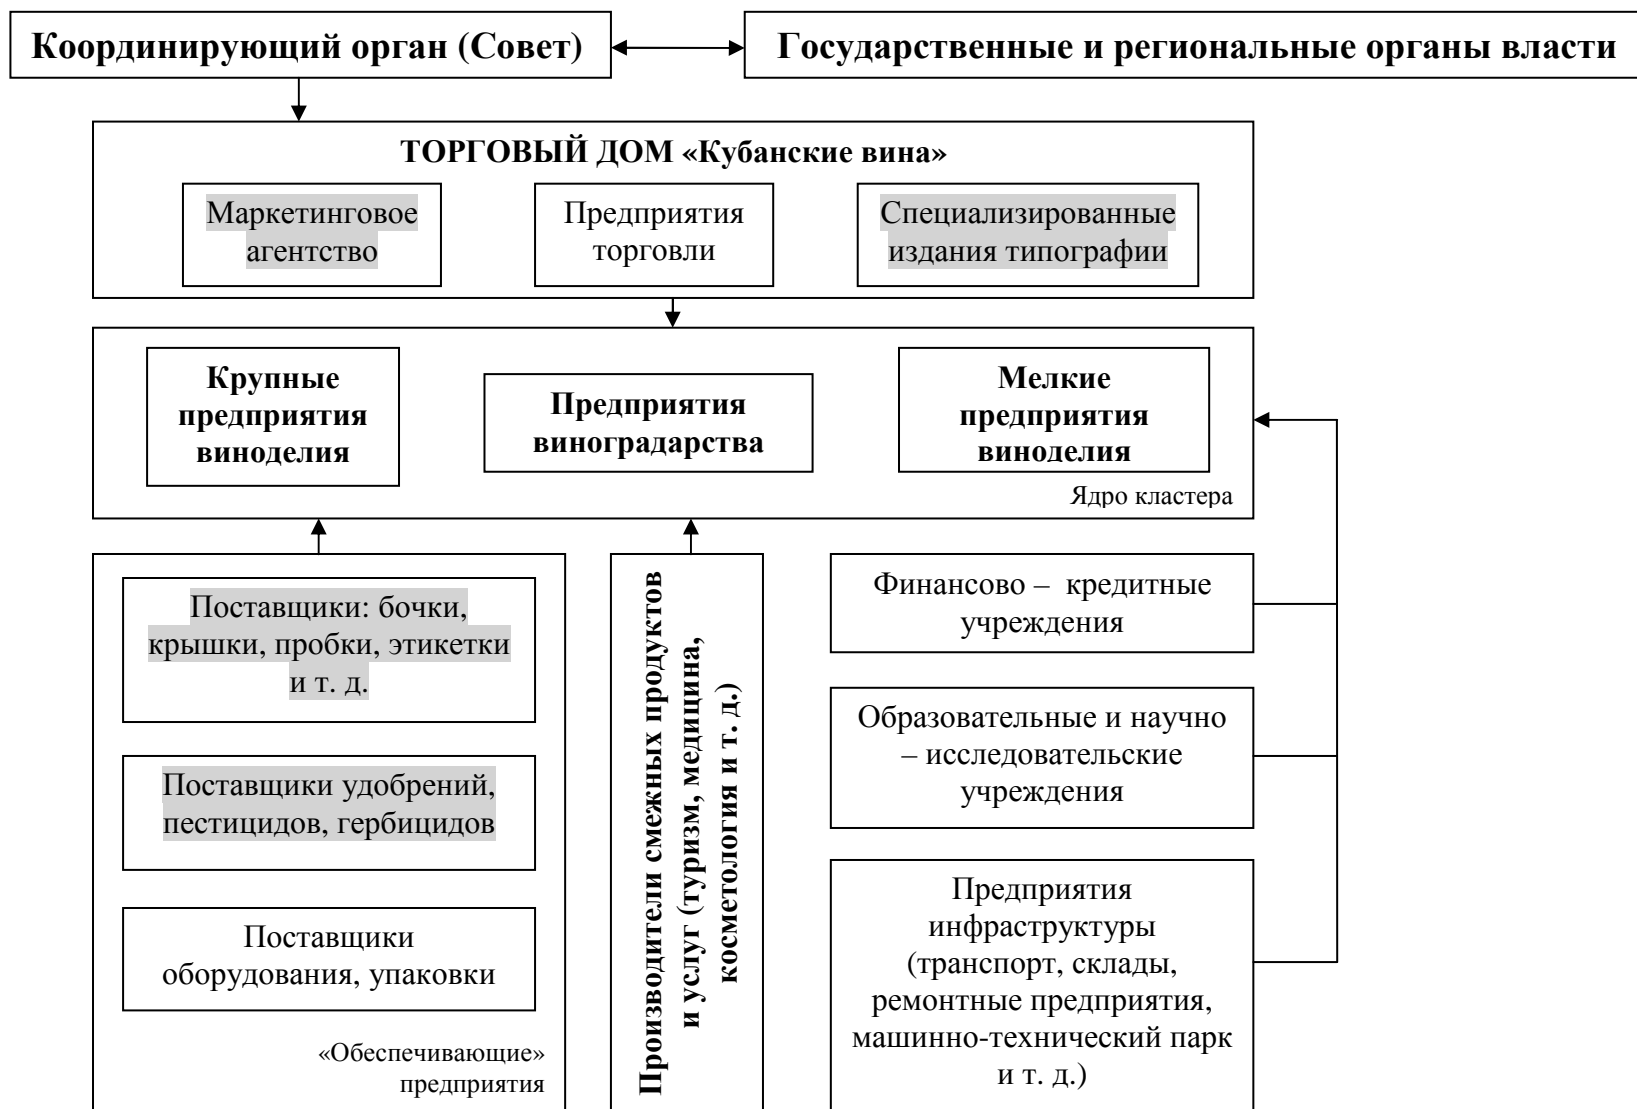 Координирующий орган (Совет)
Государственные и региональные органы власти
ТОРГОВЫЙ ДОМ «Кубанские вина»
Маркетинговое
агентство
Предприятия
торговли
Специализированные
издания типографии
Крупные
предприятия
виноделия
Предприятия
виноградарства
Мелкие
предприятия
виноделия
Ядро кластера
Поставщики: бочки,
крышки, пробки, этикетки
и т. д.
Поставщики удобрений,
пестицидов, гербицидов
Поставщики
оборудования, упаковки
«Обеспечивающие»
предприятия
Производители смежных продуктов
и услуг (туризм, медицина,
косметология и т. д.)
Финансово – кредитные
учреждения
Образовательные и научно
– исследовательские
учреждения
Предприятия
инфраструктуры
(транспорт, склады,
ремонтные предприятия,
машинно-технический парк
и т. д.)